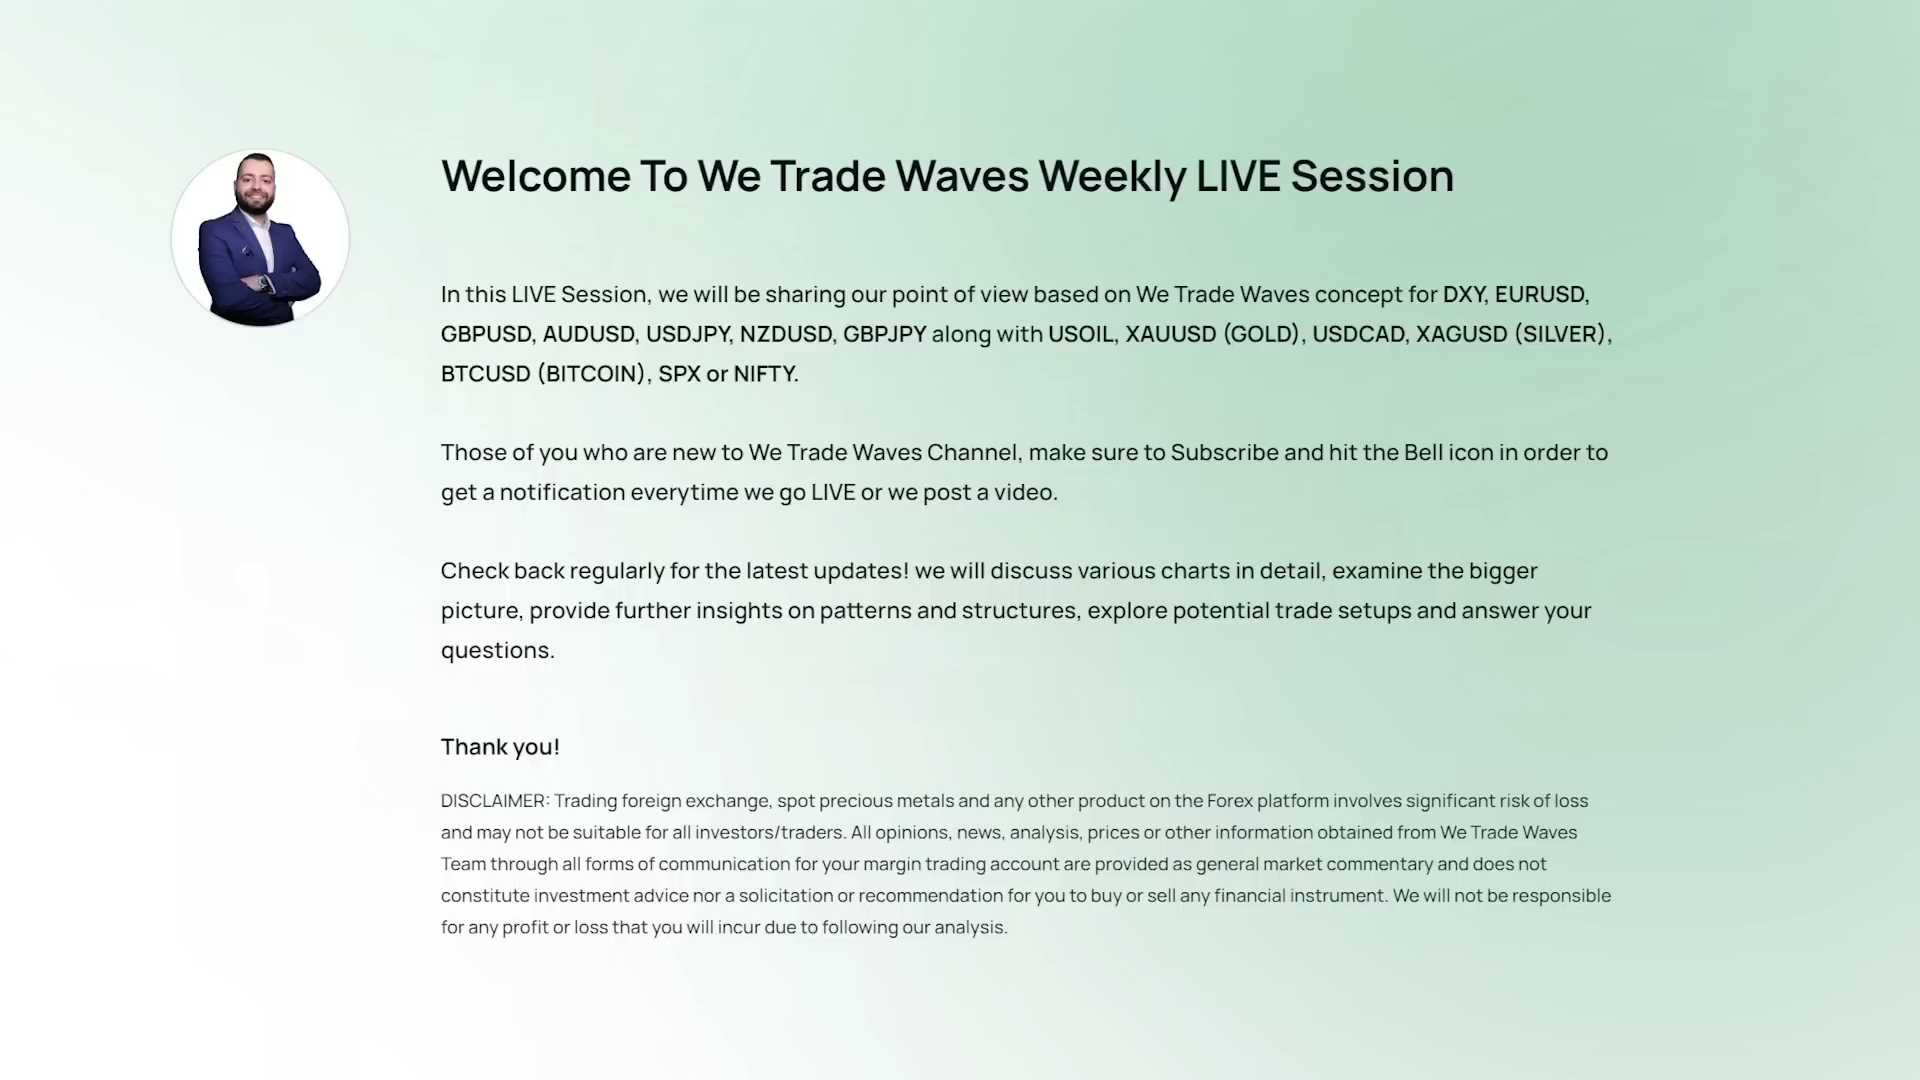 Welcome To We Trade Waves Weekly LIVE Session
In this LIVE Session, we will be sharing our point of view based on We Trade Waves concept for DXY, EURUSD,
GBPUSD, AUDUSD, USDJPY, NZDUSD, GBPJPY along with USOIL, XAUUSD (GOLD), USDCAD, XAGUSD (SILVER),
BTCUSD (BITCOIN), SPX or NIFTY.
Those of you who are new to We Trade Waves Channel, make sure to Subscribe and hit the Bell icon in order to
get a notification everytime we go LIVE or we post a video.
Check back regularly for the latest updates! we will discuss various charts in detail, examine the bigger
picture, provide further insights on patterns and structures, explore potential trade setups and answer your
questions.
Thank you!
DISCLAIMER: Trading foreign exchange, spot precious metals and any other product on the Forex platform involves significant risk of loss
and may not be suitable for all investors/traders. All opinions, news, analysis, prices or other information obtained from We Trade Waves
Team through all forms of communication for your margin trading account are provided as general market commentary and does not
constitute investment advice nor a solicitation or recommendation for you to buy or sell any financial instrument. We will not be responsible
for any profit or loss that you will incur due to following our analysis.